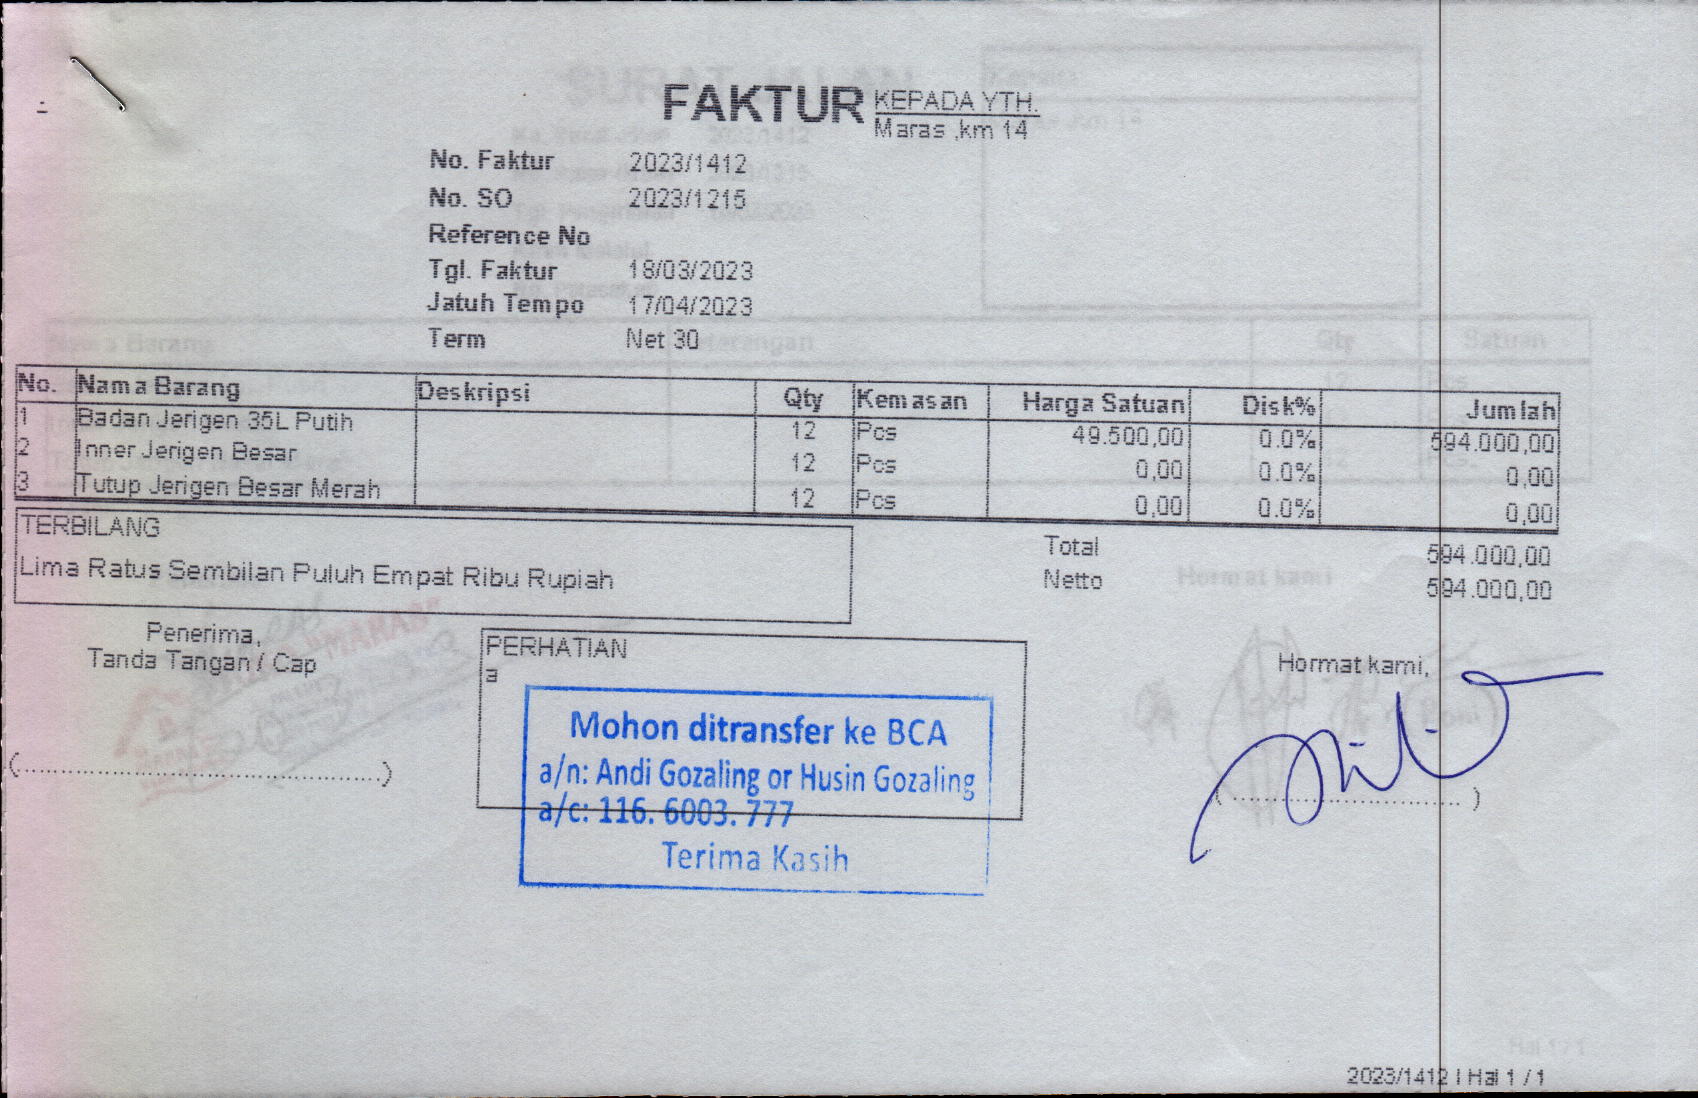 FAKTUR
KEPADA YTH.
Maras ,km 14
No. Faktur 2023/1412
No. SO 2023/1215
Reference No
Tgl. Faktur 18/03/2023
Jatuh Tempo 17/04/2023
Term Net 30
No. Nama Barang Deskripsi Qty Kemasan Harga Satuan Disk% Jumlah
1 Badan Jerigen 35L Putih 12 Pcs 49.500,00 0.0% 594.000,00
2 Inner Jerigen Besar 12 Pcs 0,00 0.0% 0,00
3 Tutup Jerigen Besar Merah 12 Pcs 0,00 0.0% 0,00
TERBILANG
Lima Ratus Sembilan Puluh Empat Ribu Rupiah
Total 594.000,00
Netto 594.000,00
Penerima,
Tanda Tangan / Cap
(....................................................)
PERHATIAN
a
Mohon ditransfer ke BCA
a/n: Andi Gozaling or Husin Gozaling
a/c: 116. 6003. 777
Terima Kasih
Hormat kami,
(.................................)
2023/1412 | Hal 1 / 1